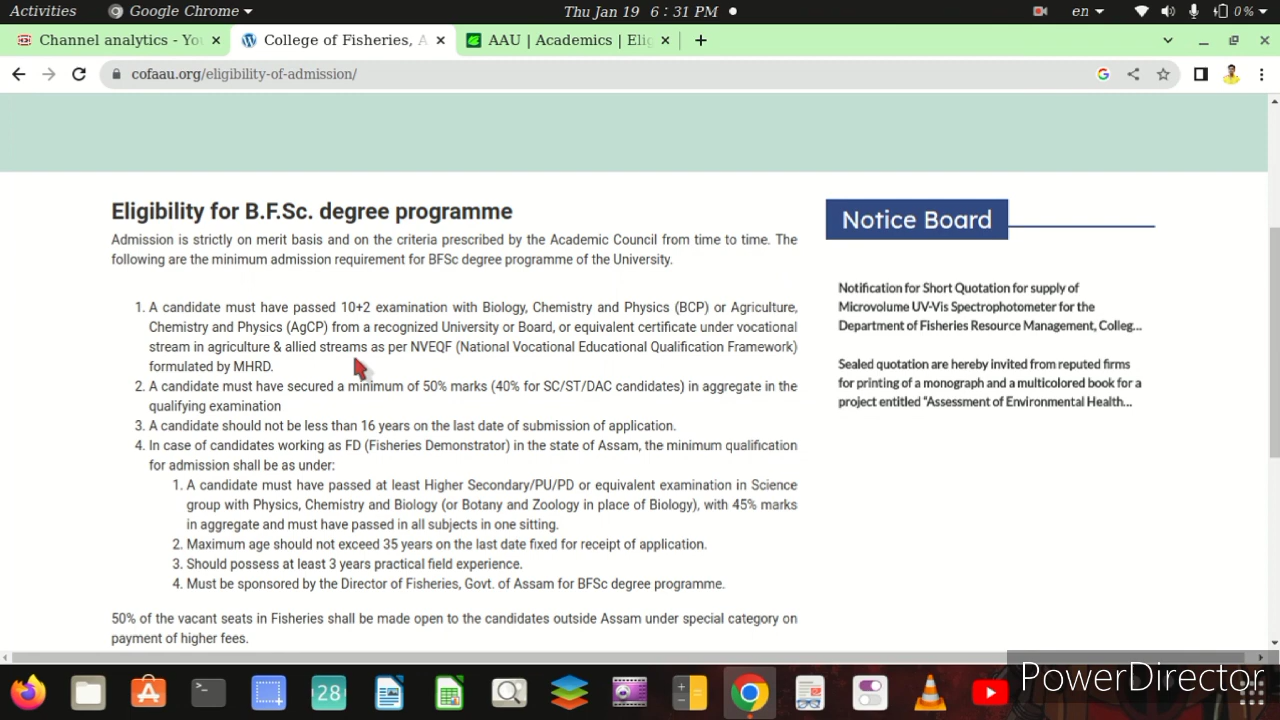 Activities Google Chrome Thu Jan 19 6 : 31 PM en 0 %
Channel analytics - Yo College of Fisheries, A AAU | Academics | Elig
cofaau.org/eligibility-of-admission/
Eligibility for B.F.Sc. degree programme
Admission is strictly on merit basis and on the criteria prescribed by the Academic Council from time to time. The
following are the minimum admission requirement for BFSc degree programme of the University.
1. A candidate must have passed 10+2 examination with Biology, Chemistry and Physics (BCP) or Agriculture,
Chemistry and Physics (AgCP) from a recognized University or Board, or equivalent certificate under vocational
stream in agriculture & allied streams as per NVEQF (National Vocational Educational Qualification Framework)
formulated by MHRD.
2. A candidate must have secured a minimum of 50% marks (40% for SC/ST/DAC candidates) in aggregate in the
qualifying examination
3. A candidate should not be less than 16 years on the last date of submission of application.
4. In case of candidates working as FD (Fisheries Demonstrator) in the state of Assam, the minimum qualification
for admission shall be as under:
1. A candidate must have passed at least Higher Secondary/PU/PD or equivalent examination in Science
group with Physics, Chemistry and Biology (or Botany and Zoology in place of Biology), with 45% marks
in aggregate and must have passed in all subjects in one sitting.
2. Maximum age should not exceed 35 years on the last date fixed for receipt of application.
3. Should possess at least 3 years practical field experience.
4. Must be sponsored by the Director of Fisheries, Govt. of Assam for BFSc degree programme.
50% of the vacant seats in Fisheries shall be made open to the candidates outside Assam under special category on
payment of higher fees.
Notice Board
Notification for Short Quotation for supply of
Microvolume UV-Vis Spectrophotometer for the
Department of Fisheries Resource Management, Colleg...
Sealed quotation are hereby invited from reputed firms
for printing of a monograph and a multicolored book for a
project entitled “Assessment of Environmental Health...
28
PowerDirector